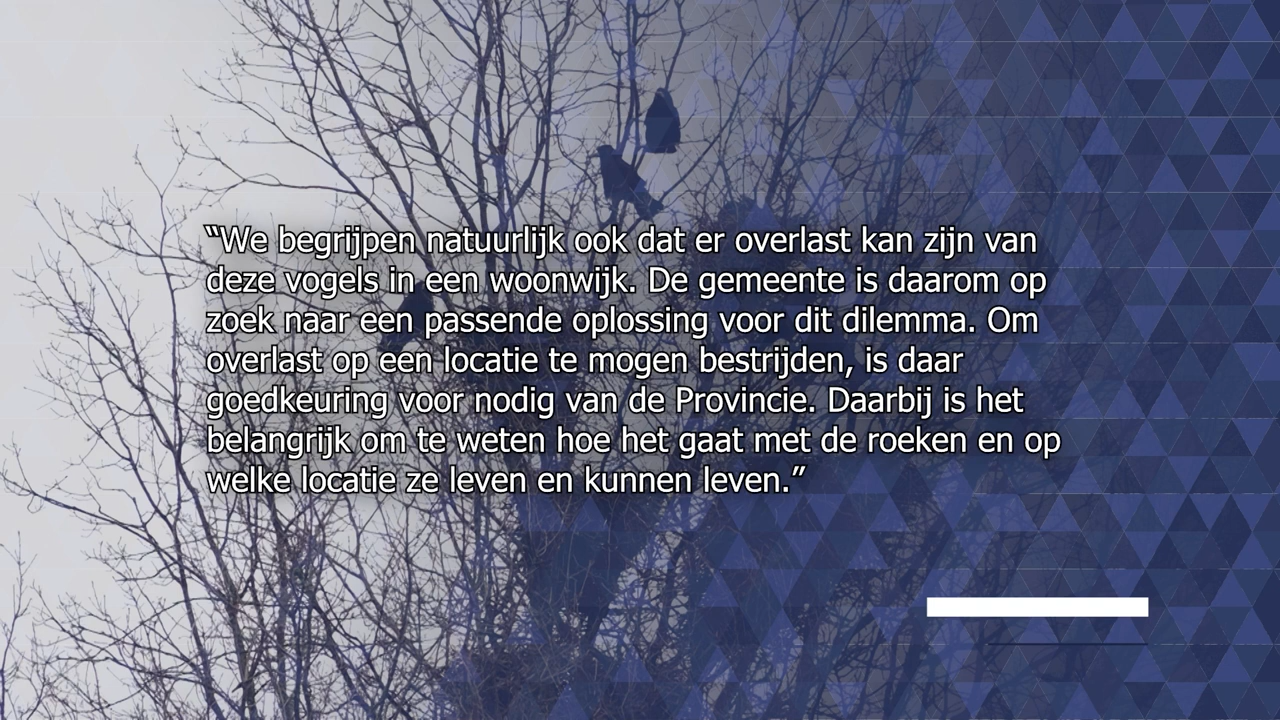 “We begrijpen natuurlijk ook dat er overlast kan zijn van
deze vogels in een woonwijk. De gemeente is daarom op
zoek naar een passende oplossing voor dit dilemma. Om
overlast op een locatie te mogen bestrijden, is daar
goedkeuring voor nodig van de Provincie. Daarbij is het
belangrijk om te weten hoe het gaat met de roeken en op
welke locatie ze leven en kunnen leven.”